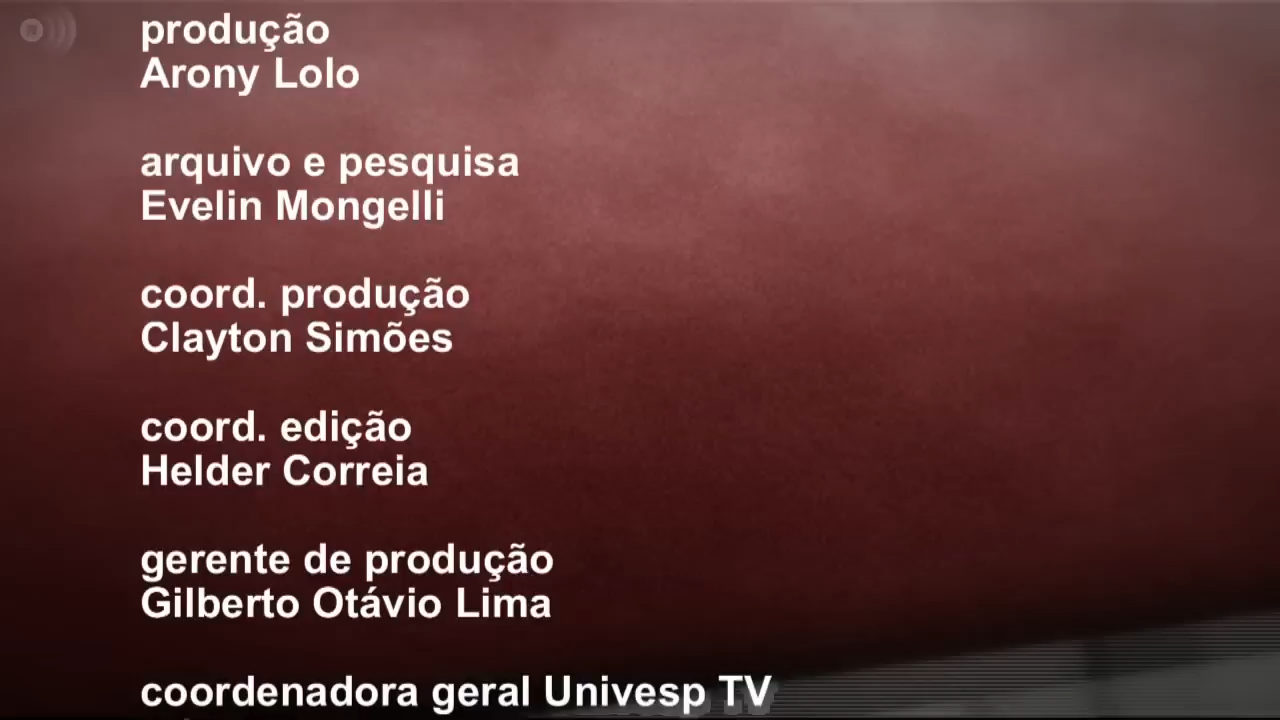 produção
Arony Lolo
arquivo e pesquisa
Evelin Mongelli
coord. produção
Clayton Simões
coord. edição
Helder Correia
gerente de produção
Gilberto Otávio Lima
coordenadora geral Univesp TV